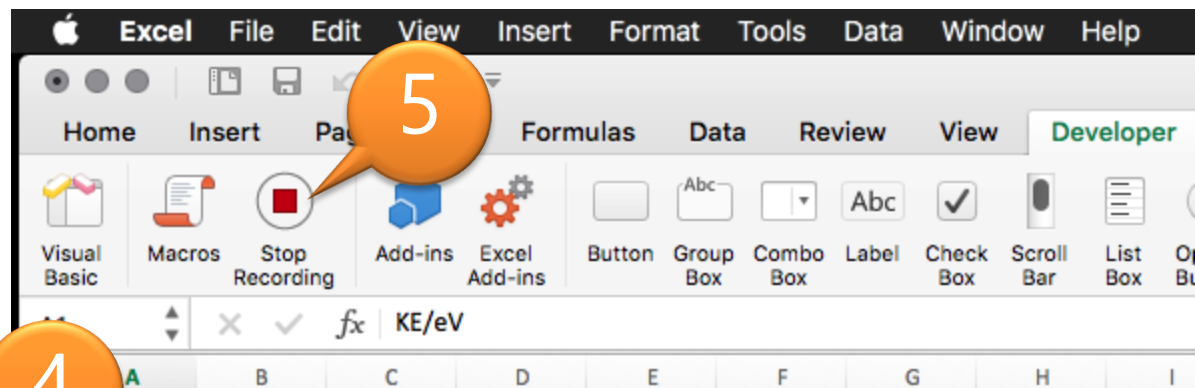 Excel File Edit View Insert Format Tools Data Window Help
5
Home Insert Formulas Data Review View Developer
Abc Abc
Visual Basic Macros Stop Recording Add-ins Excel Add-ins Button Group Box Combo Box Label Check Box Scroll Bar List Box
fx KE/eV
4
A B C D E F G H I